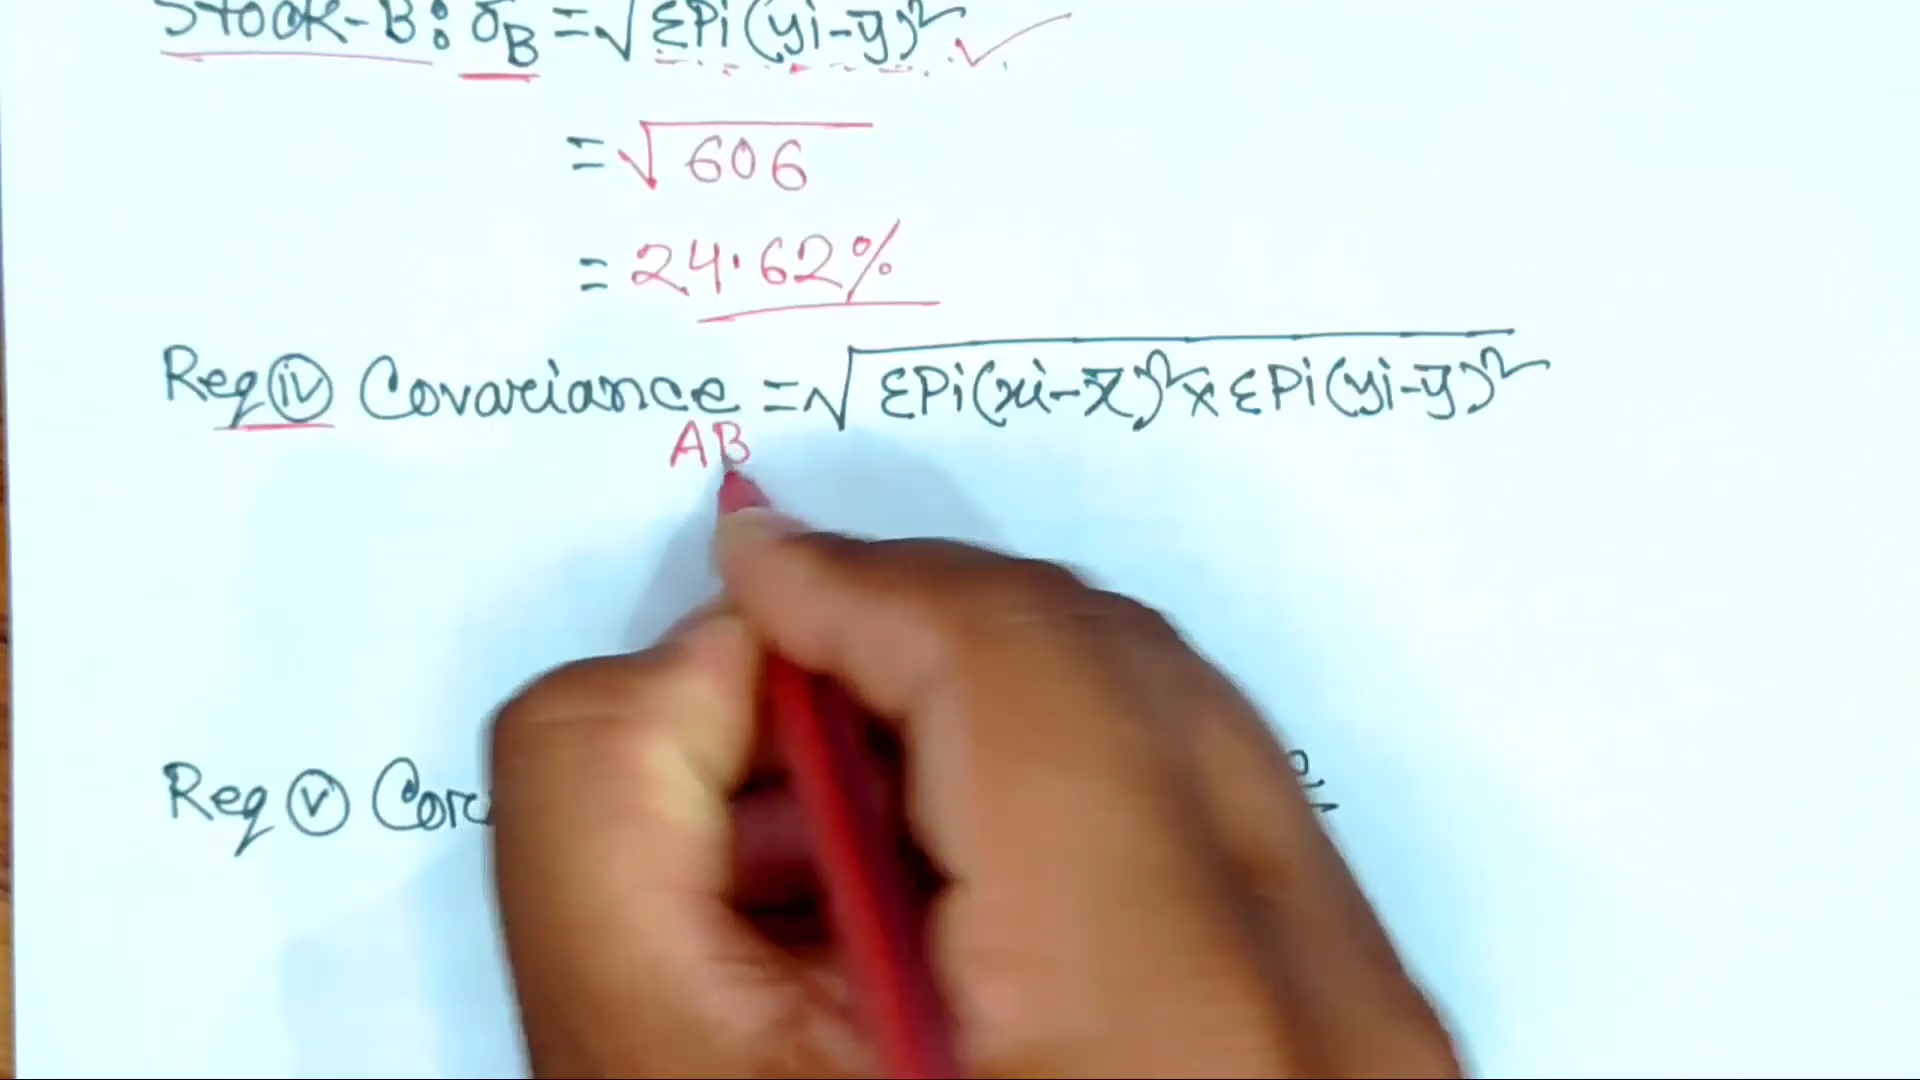 Stock-B: σB = √ΣPi(yi-ȳ)²
= √606
= 24.62%
Req (iv) Covariance = √ΣPi(xi-x̄)² × ΣPi(yi-ȳ)²
AB
Req (v)